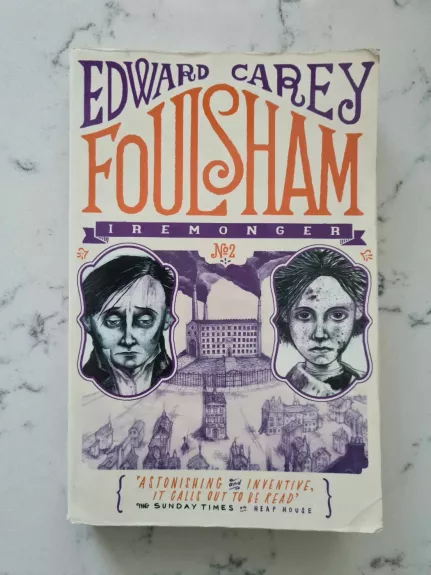 EDWARD CAREY
FOULSHAM
IREMONGER
No2
'ASTONISHING and INVENTIVE,
IT CALLS OUT TO BE READ'
THE SUNDAY TIMES on HEAP HOUSE